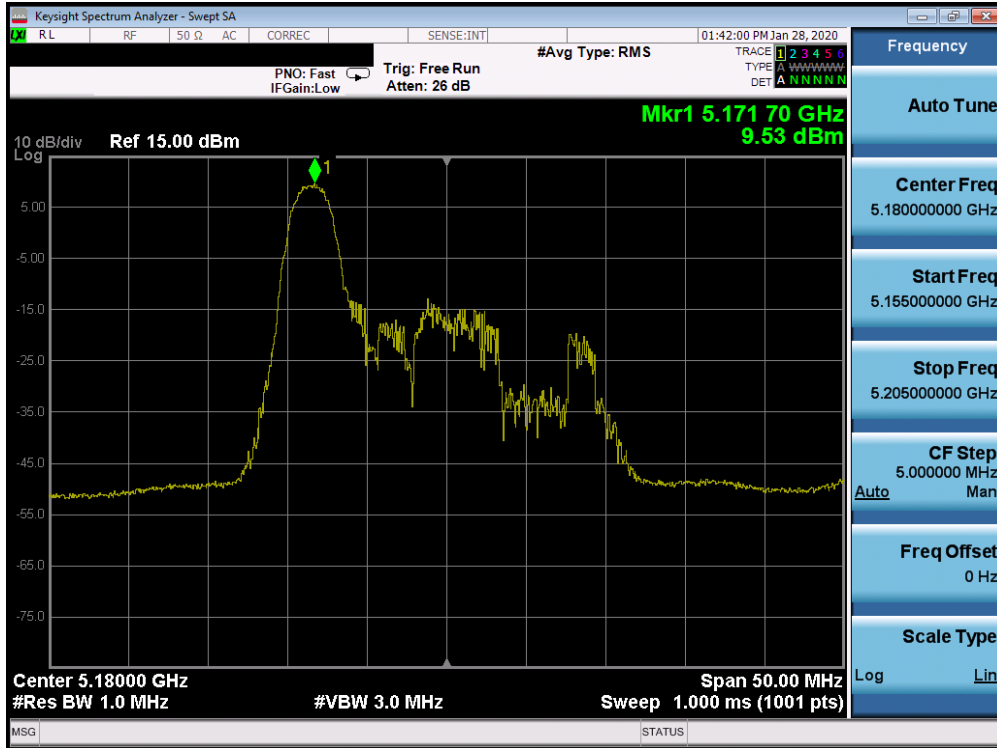 Keysight Spectrum Analyzer - Swept SA
LXI RL RF 50 Ω AC CORREC SENSE:INT 01:42:00 PM Jan 28, 2020
#Avg Type: RMS
TRACE 1 2 3 4 5 6
TYPE A WWWWW
DET A N N N N N
PNO: Fast
IFGain:Low
Trig: Free Run
Atten: 26 dB
Mkr1 5.171 70 GHz
9.53 dBm
10 dB/div
Log
Ref 15.00 dBm
1
5.00
-5.00
-15.0
-25.0
-35.0
-45.0
-55.0
-65.0
-75.0
Center 5.18000 GHz
Span 50.00 MHz
#Res BW 1.0 MHz
#VBW 3.0 MHz
Sweep 1.000 ms (1001 pts)
MSG
STATUS
Frequency
Auto Tune
Center Freq
5.180000000 GHz
Start Freq
5.155000000 GHz
Stop Freq
5.205000000 GHz
CF Step
5.000000 MHz
Auto Man
Freq Offset
0 Hz
Scale Type
Log Lin